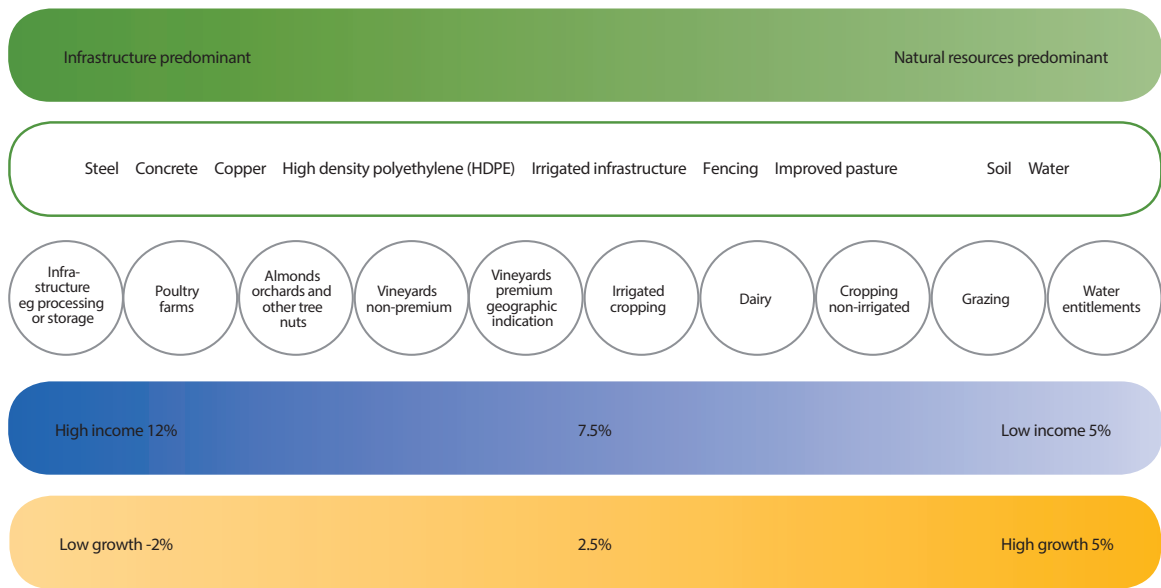 Infrastructure predominant Natural resources predominant
Steel Concrete Copper High density polyethylene (HDPE) Irrigated infrastructure Fencing Improved pasture Soil Water
Infra-
structure
eg processing
or storage
Poultry
farms
Almonds
orchards and
other tree
nuts
Vineyards
non-premium
Vineyards
premium
geographic
indication
Irrigated
cropping
Dairy
Cropping
non-irrigated
Grazing
Water
entitlements
High income 12% 7.5% Low income 5%
Low growth -2% 2.5% High growth 5%